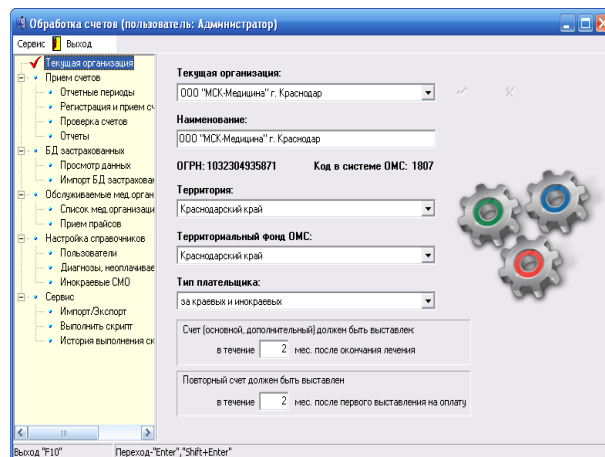 Обработка счетов (пользователь: Администратор)
Сервис Выход
Текущая организация
Прием счетов
Отчетные периоды
Регистрация и прием сч
Проверка счетов
Отчеты
БД застрахованных
Просмотр данных
Импорт БД застрахован
Обслуживаемые мед.орган
Список мед.организаци
Прием прайсов
Настройка справочников
Пользователи
Диагнозы, неоплачивае
Инокраевые СМО
Сервис
Импорт/Экспорт
Выполнить скрипт
История выполнения ск
Текущая организация:
ООО "МСК-Медицина" г. Краснодар
Наименование:
ООО "МСК-Медицина" г. Краснодар
ОГРН: 1032304935871 Код в системе ОМС: 1807
Территория:
Краснодарский край
Территориальный фонд ОМС:
Краснодарский край
Тип плательщика:
за краевых и инокраевых
Счет (основной, дополнительный) должен быть выставлен:
в течение 2 мес. после окончания лечения
Повторный счет должен быть выставлен
в течение 2 мес. после первого выставления на оплату
Выход "F10" Переход-"Enter","Shift+Enter"